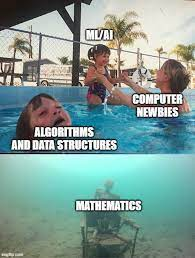 ML/AI
COMPUTER
NEWBIES
ALGORITHMS
AND DATA STRUCTURES
MATHEMATICS
imgflip.com